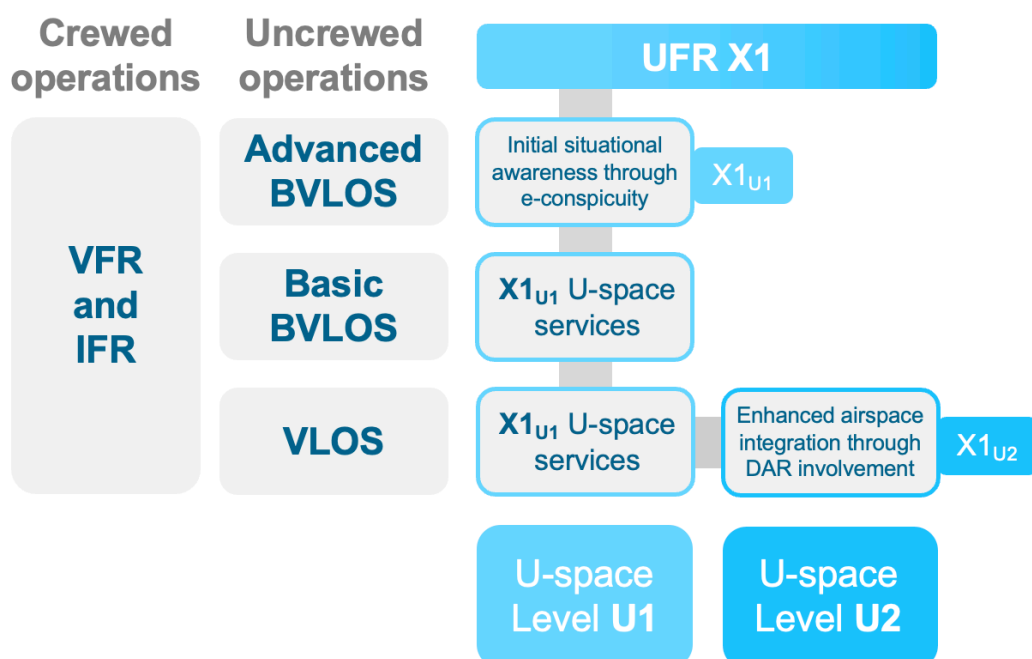 Crewed
operations
Uncrewed
operations
UFR X1
VFR
and
IFR
Advanced
BVLOS
Initial situational
awareness through
e-conspicuity
X1U1
Basic
BVLOS
X1U1 U-space
services
VLOS
X1U1 U-space
services
Enhanced airspace
integration through
DAR involvement
X1U2
U-space
Level U1
U-space
Level U2